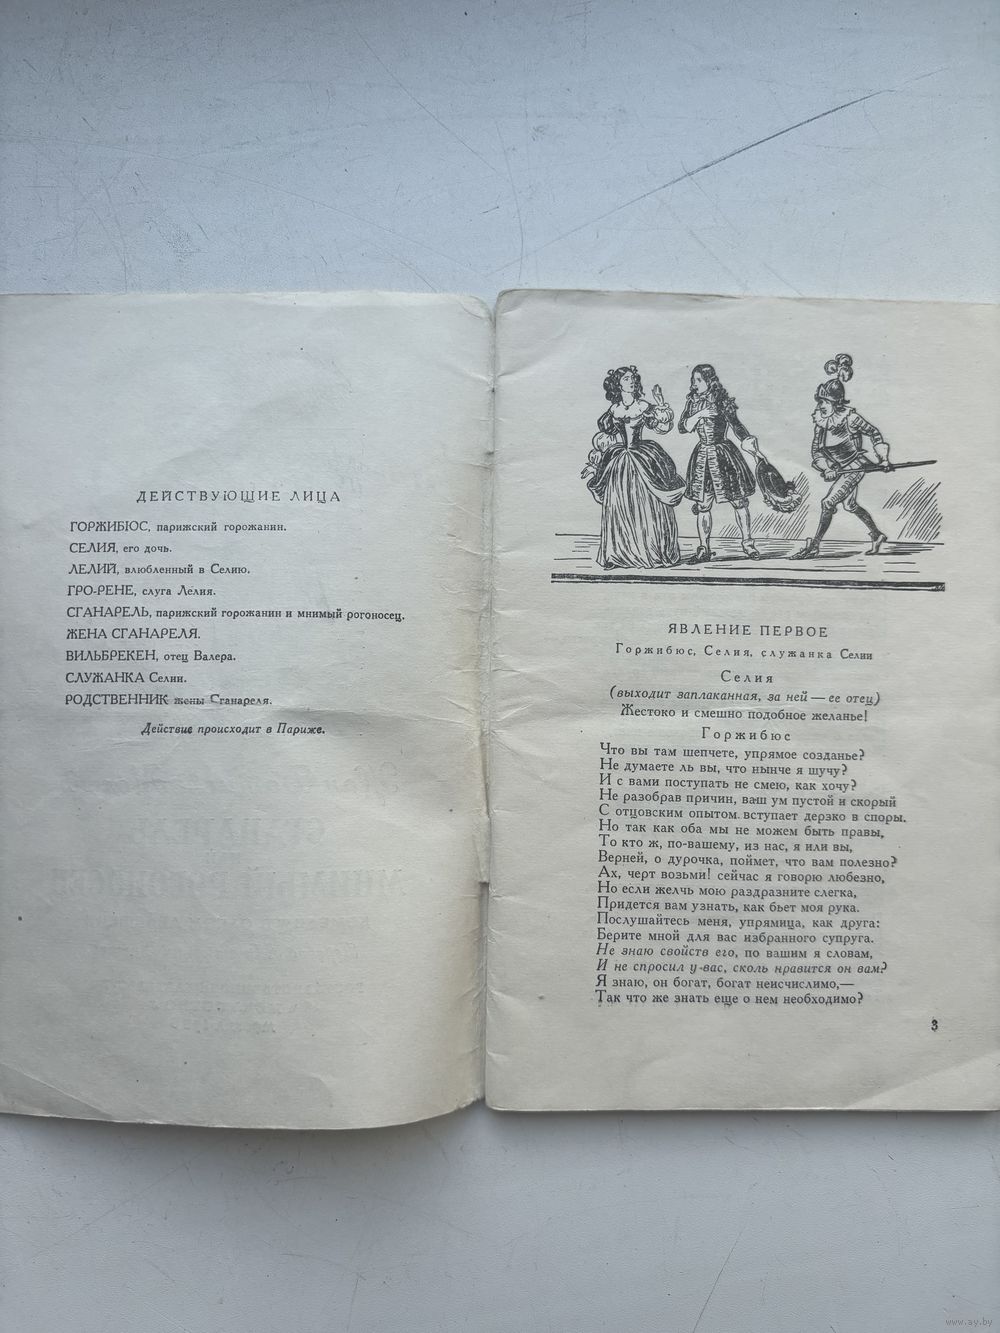 ДЕЙСТВУЮЩИЕ ЛИЦА
ГОРЖИБЮС, парижский горожанин.
СЕЛИЯ, его дочь.
ЛЕЛИЙ, влюбленный в Селию.
ГРО-РЕНЕ, слуга Лелия.
СГАНАРЕЛЬ, парижский горожанин и мнимый рогоносец.
ЖЕНА СГАНАРЕЛЯ.
ВИЛЬБРЕКЕН, отец Валера.
СЛУЖАНКА Селии.
РОДСТВЕННИК жены Сганареля.
Действие происходит в Париже.
ЯВЛЕНИЕ ПЕРВОЕ
Горжибюс, Селия, служанка Селии
Селия
(выходит заплаканная, за ней — ее отец)
Жестоко и смешно подобное желанье!
Горжибюс
Что вы там шепчете, упрямое созданье?
Не думаете ль вы, что нынче я шучу?
И с вами поступать не смею, как хочу?
Не разобрав причин, ваш ум пустой и скорый
С отцовским опытом вступает дерзко в споры.
Но так как оба мы не можем быть правы,
То кто ж, по-вашему, из нас, я или вы,
Верней, о дурочка, поймет, что вам полезно?
Ах, черт возьми! сейчас я говорю любезно,
Но если желчь мою раздразните слегка,
Придется вам узнать, как бьет моя рука.
Послушайтесь меня, упрямица, как друга:
Берите мной для вас избранного супруга.
Не знаю свойств его, по вашим я словам,
И не спросил у вас, сколь нравится он вам?
Я знаю, он богат, богат неисчислимо,—
Так что же знать еще о нем необходимо?
3
www.ay.by